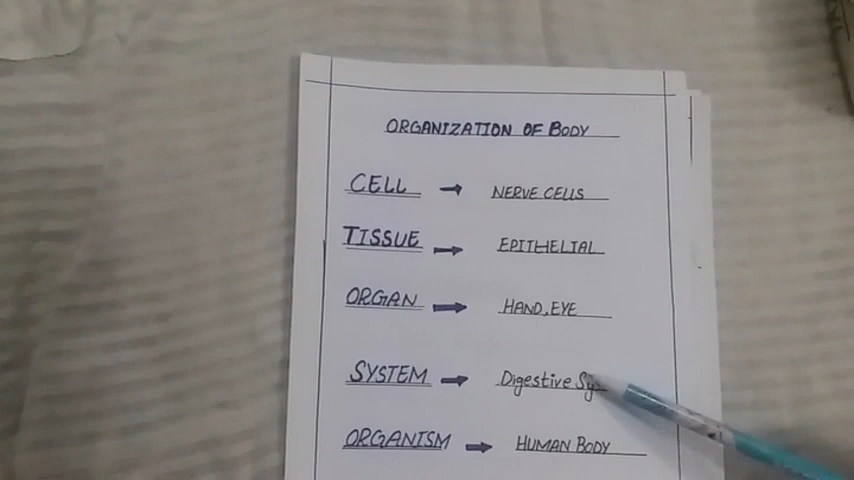 ORGANIZATION OF BODY
CELL → NERVE CELLS
TISSUE → EPITHELIAL
ORGAN → HAND, EYE
SYSTEM → Digestive
ORGANISM → HUMAN BODY